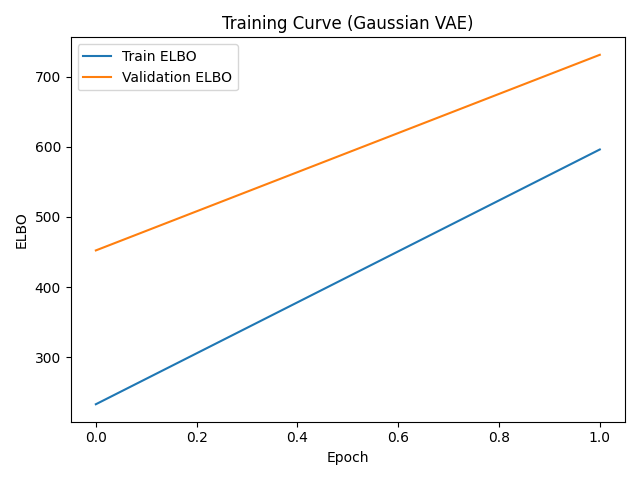 Training Curve (Gaussian VAE)
Train ELBO
Validation ELBO
ELBO
700
600
500
400
300
0.0 0.2 0.4 0.6 0.8 1.0
Epoch